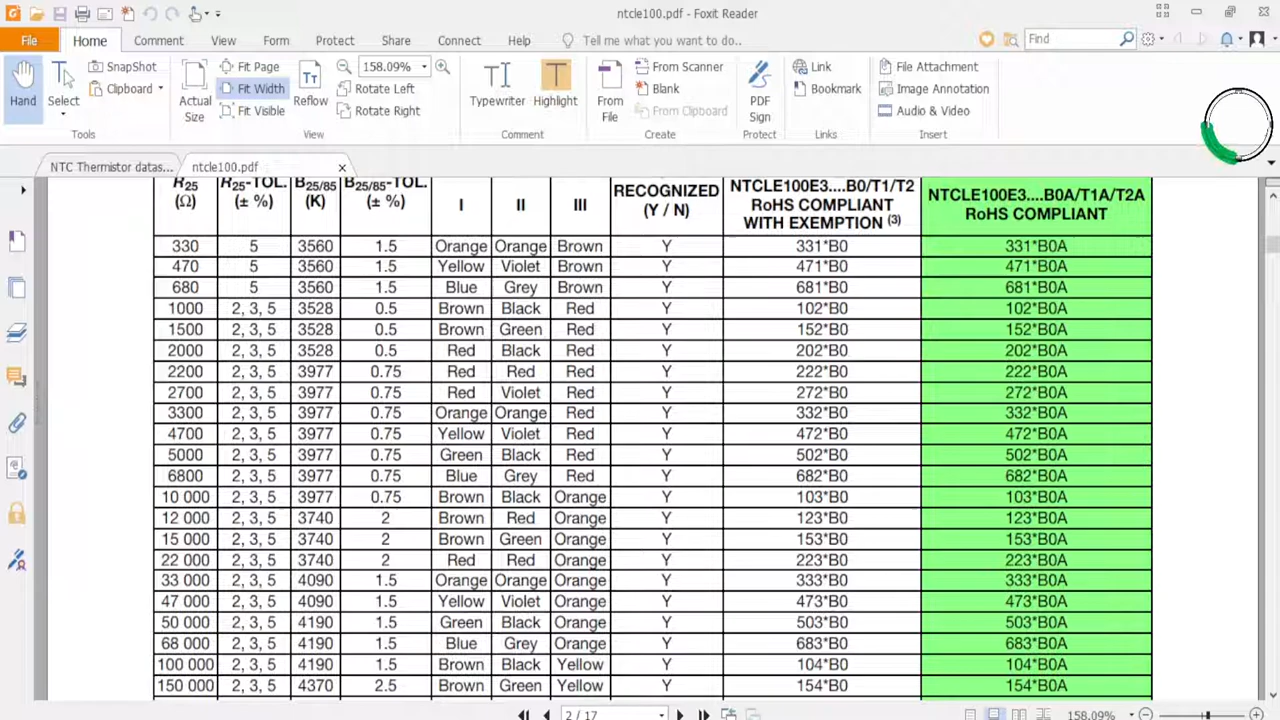 ntcle100.pdf - Foxit Reader
File Home Comment View Form Protect Share Connect Help Tell me what you want to do.. Find
Hand
Select
SnapShot
Clipboard
Tools
Actual Size
Fit Page
Fit Width
Fit Visible
Reflow
158.09%
Rotate Left
Rotate Right
View
Typewriter
Highlight
Comment
From File
From Scanner
Blank
From Clipboard
Create
PDF Sign
Protect
Link
Bookmark
Links
File Attachment
Image Annotation
Audio & Video
Insert
NTC Thermistor datas... ntcle100.pdf
R25 (Ω) R25-TOL. (± %) B25/85 (K) B25/85-TOL. (± %) I II III RECOGNIZED (Y / N) NTCLE100E3....B0/T1/T2 RoHS COMPLIANT WITH EXEMPTION (3) NTCLE100E3....B0A/T1A/T2A RoHS COMPLIANT
330 5 3560 1.5 Orange Orange Brown Y 331*B0 331*B0A
470 5 3560 1.5 Yellow Violet Brown Y 471*B0 471*B0A
680 5 3560 1.5 Blue Grey Brown Y 681*B0 681*B0A
1000 2, 3, 5 3528 0.5 Brown Black Red Y 102*B0 102*B0A
1500 2, 3, 5 3528 0.5 Brown Green Red Y 152*B0 152*B0A
2000 2, 3, 5 3528 0.5 Red Black Red Y 202*B0 202*B0A
2200 2, 3, 5 3977 0.75 Red Red Red Y 222*B0 222*B0A
2700 2, 3, 5 3977 0.75 Red Violet Red Y 272*B0 272*B0A
3300 2, 3, 5 3977 0.75 Orange Orange Red Y 332*B0 332*B0A
4700 2, 3, 5 3977 0.75 Yellow Violet Red Y 472*B0 472*B0A
5000 2, 3, 5 3977 0.75 Green Black Red Y 502*B0 502*B0A
6800 2, 3, 5 3977 0.75 Blue Grey Red Y 682*B0 682*B0A
10 000 2, 3, 5 3977 0.75 Brown Black Orange Y 103*B0 103*B0A
12 000 2, 3, 5 3740 2 Brown Red Orange Y 123*B0 123*B0A
15 000 2, 3, 5 3740 2 Brown Green Orange Y 153*B0 153*B0A
22 000 2, 3, 5 3740 2 Red Red Orange Y 223*B0 223*B0A
33 000 2, 3, 5 4090 1.5 Orange Orange Orange Y 333*B0 333*B0A
47 000 2, 3, 5 4090 1.5 Yellow Violet Orange Y 473*B0 473*B0A
50 000 2, 3, 5 4190 1.5 Green Black Orange Y 503*B0 503*B0A
68 000 2, 3, 5 4190 1.5 Blue Grey Orange Y 683*B0 683*B0A
100 000 2, 3, 5 4190 1.5 Brown Black Yellow Y 104*B0 104*B0A
150 000 2, 3, 5 4370 2.5 Brown Green Yellow Y 154*B0 154*B0A
2 / 17 158.09%